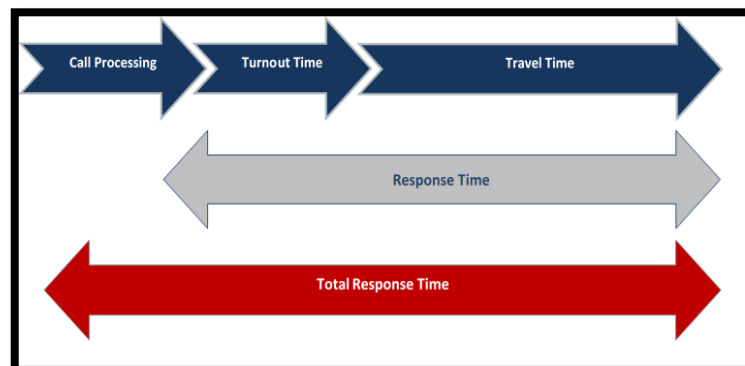 Call Processing
Turnout Time
Travel Time
Response Time
Total Response Time